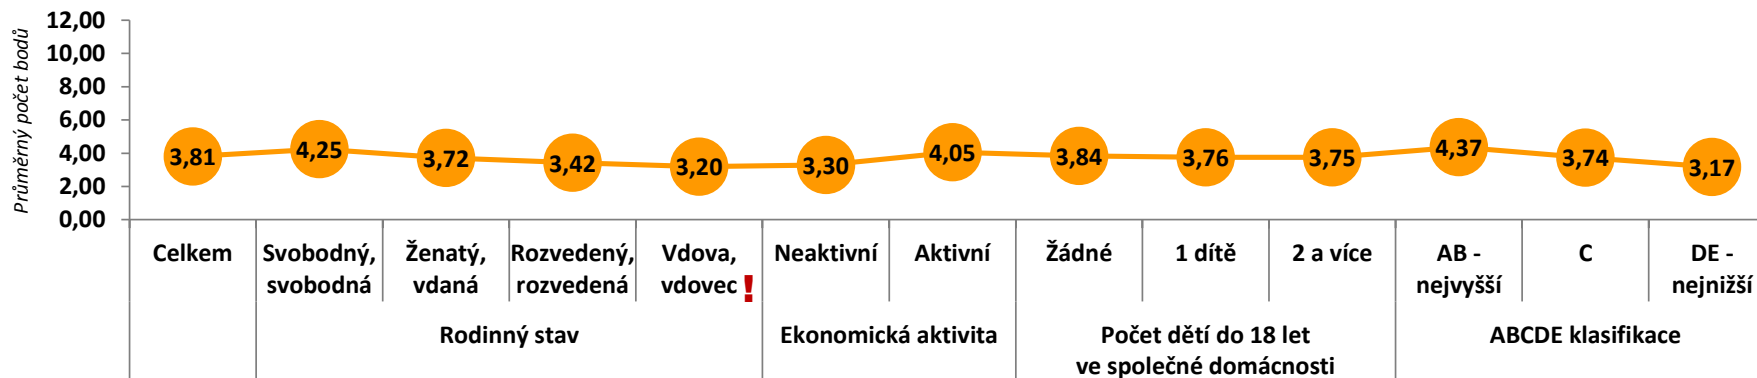 Průměrný počet bodů
12,00
10,00
8,00
6,00
4,00
2,00
0,00
3,81
4,25
3,72
3,42
3,20
3,30
4,05
3,84
3,76
3,75
4,37
3,74
3,17
Celkem
Svobodný,
svobodná
Ženatý,
vdaná
Rozvedený,
rozvedená
Vdova,
vdovec !
Neaktivní
Aktivní
Žádné
1 dítě
2 a více
AB -
nejvyšší
C
DE -
nejnižší
Rodinný stav
Ekonomická aktivita
Počet dětí do 18 let
ve společné domácnosti
ABCDE klasifikace